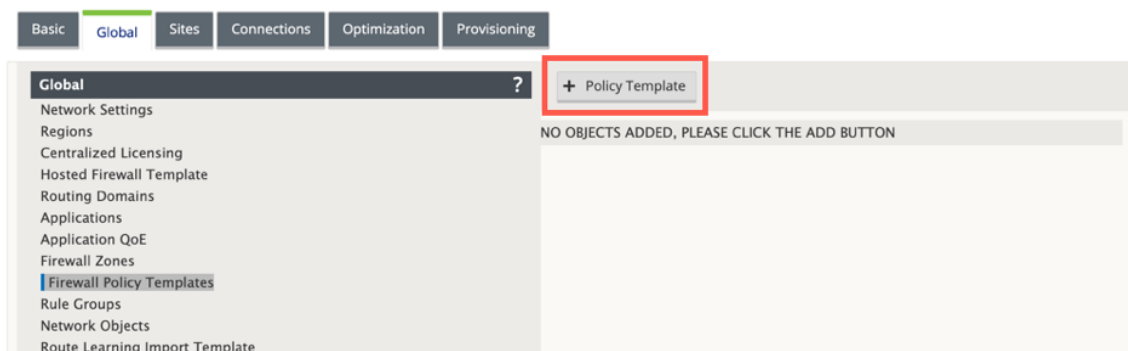 Basic Global Sites Connections Optimization Provisioning
Global ?
+ Policy Template
NO OBJECTS ADDED, PLEASE CLICK THE ADD BUTTON
Network Settings
Regions
Centralized Licensing
Hosted Firewall Template
Routing Domains
Applications
Application QoE
Firewall Zones
Firewall Policy Templates
Rule Groups
Network Objects
Route Learning Import Template